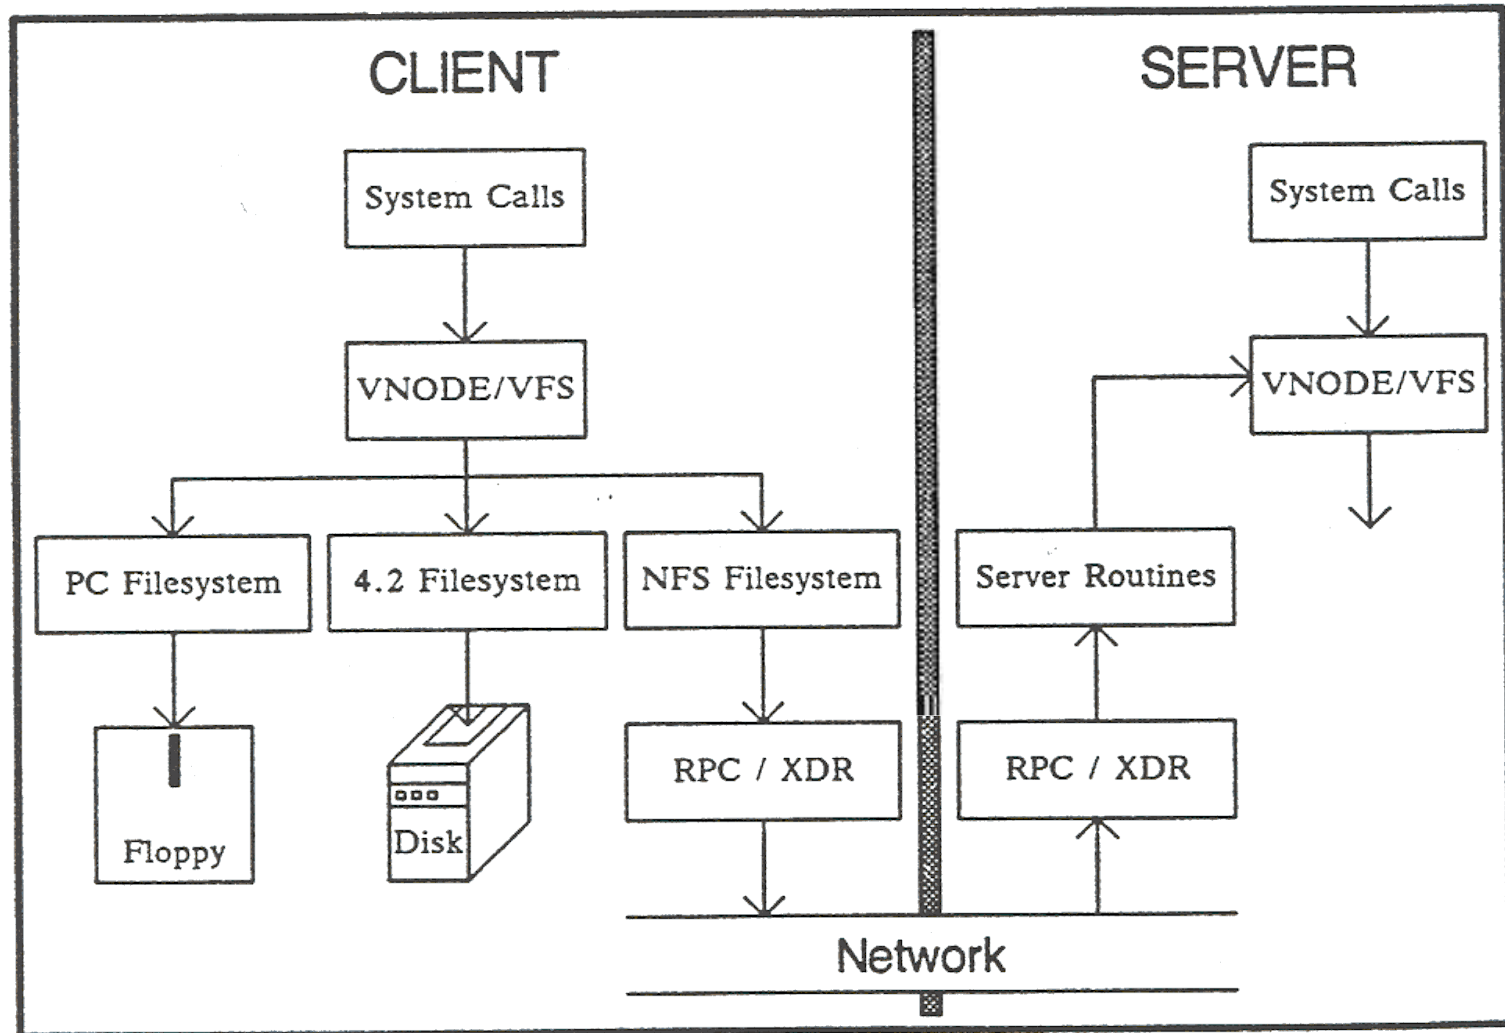 CLIENT
SERVER
System Calls
System Calls
VNODE/VFS
VNODE/VFS
PC Filesystem
4.2 Filesystem
NFS Filesystem
Server Routines
RPC / XDR
RPC / XDR
Floppy
Disk
Network